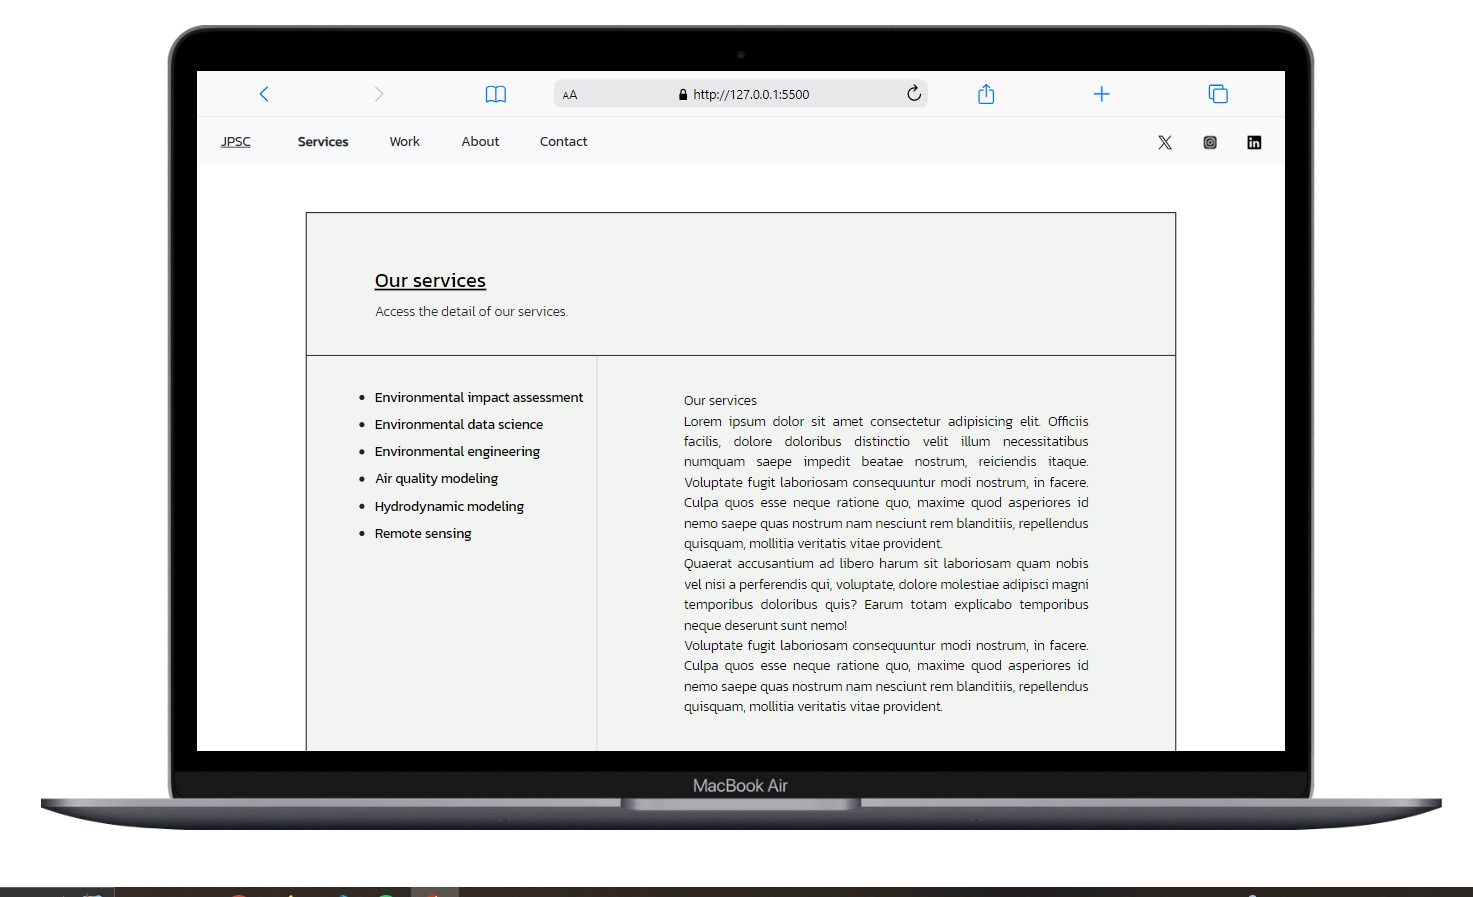 AA http://127.0.0.1:5500
JPSC Services Work About Contact
Our services
Access the detail of our services.
Environmental impact assessment
Environmental data science
Environmental engineering
Air quality modeling
Hydrodynamic modeling
Remote sensing
Our services
Lorem ipsum dolor sit amet consectetur adipisicing elit. Officiis
facilis, dolore doloribus distinctio velit illum necessitatibus
numquam saepe impedit beatae nostrum, reiciendis itaque.
Voluptate fugit laboriosam consequuntur modi nostrum, in facere.
Culpa quos esse neque ratione quo, maxime quod asperiores id
nemo saepe quas nostrum nam nesciunt rem blanditiis, repellendus
quisquam, mollitia veritatis vitae provident.
Quaerat accusantium ad libero harum sit laboriosam quam nobis
vel nisi a perferendis qui, voluptate, dolore molestiae adipisci magni
temporibus doloribus quis? Earum totam explicabo temporibus
neque deserunt sunt nemo!
Voluptate fugit laboriosam consequuntur modi nostrum, in facere.
Culpa quos esse neque ratione quo, maxime quod asperiores id
nemo saepe quas nostrum nam nesciunt rem blanditiis, repellendus
quisquam, mollitia veritatis vitae provident.
MacBook Air